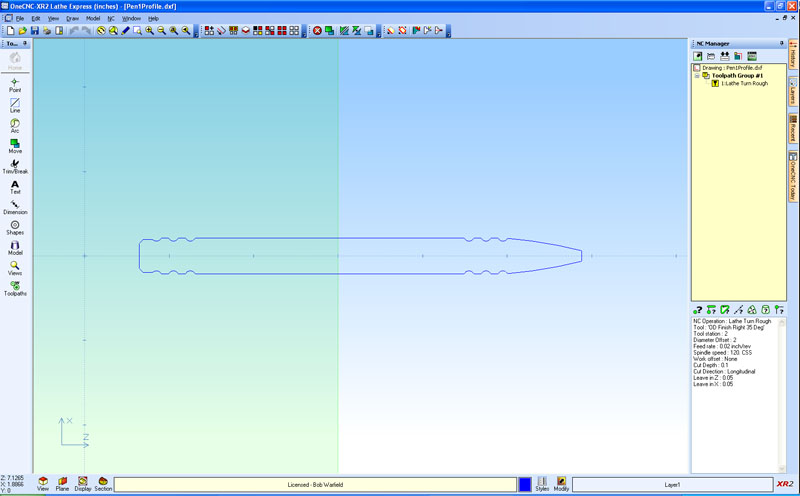 OneCNC XR2 Lathe Express (inches) - [Pen1Profile.dxf]
File Edit View Draw Model NC Window Help
To...
Home
Point
Line
Arc
Move
Trim/Break
Text
Dimension
Shapes
Model
Views
Toolpaths
X
Z
NC Manager
Drawing : Pen1Profile.dxf
Toolpath Group #1
1:Lathe Turn Rough
History
Layers
Recent
OneCNC Today
NC Operation : Lathe Turn Rough
Tool : 'OD Finish Right 35 Deg'
Tool station : 2
Diameter Offset : 2
Feed rate : 0.02 inch/rev
Spindle speed : 120. CSS
Work offset : None
Cut Depth : 0.1
Cut Direction : Longitudinal
Leave in Z : 0.05
Leave in X : 0.05
Z: 7.1265
X: 1.8866
Y: 0
View Plane Display Section
Licensed - Bob Warfield
Styles Modify
Layer1
XR2